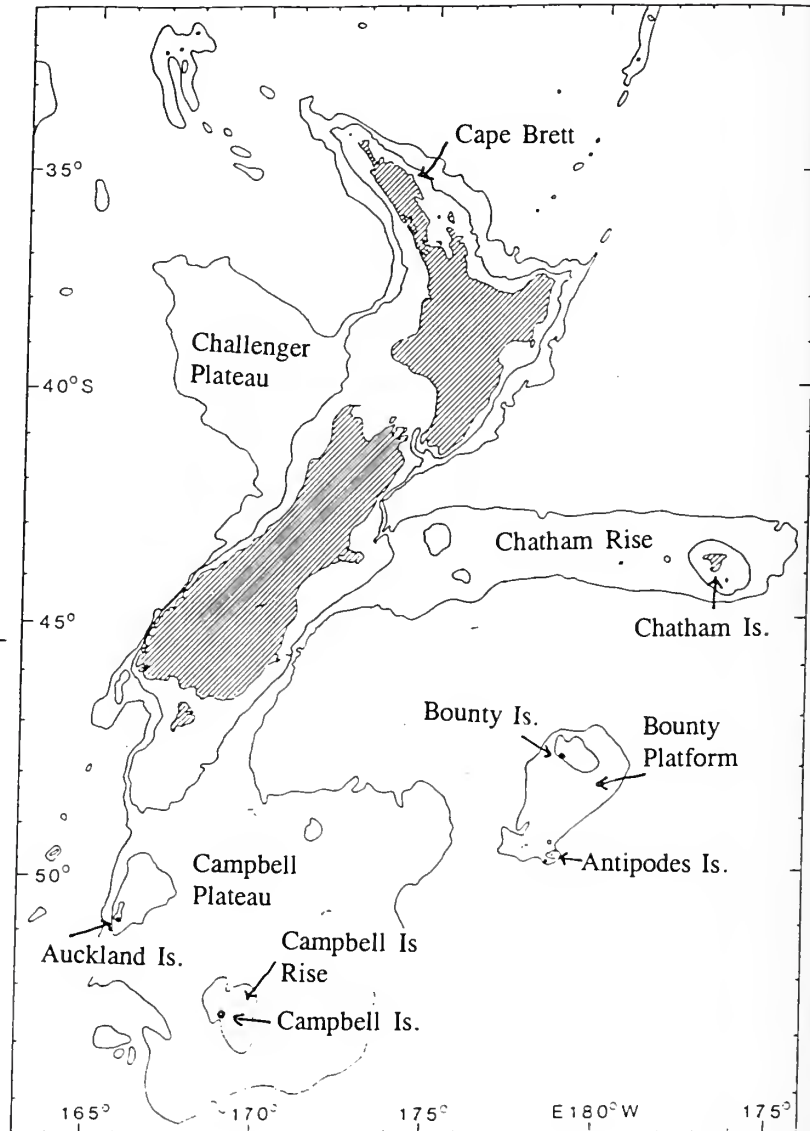 Cape Brett
35°
Challenger
Plateau
40°S
Chatham Rise
45°
Chatham Is.
Bounty Is.
Bounty
Platform
Antipodes Is.
50°
Campbell
Plateau
Auckland Is.
Campbell Is
Rise
Campbell Is.
165° 170° 175° E180°W 175°